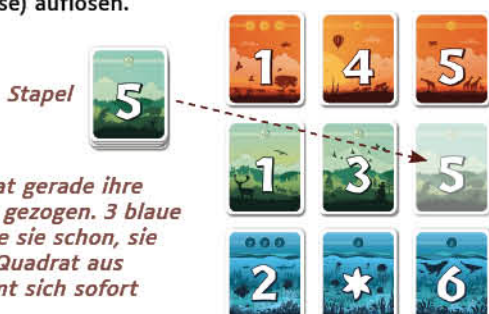 se) auflösen.
Stapel
5
1 4 5
1 3 5
2 * 6
at gerade ihre
gezogen. 3 blaue
e sie schon, sie
Quadrat aus
nt sich sofort